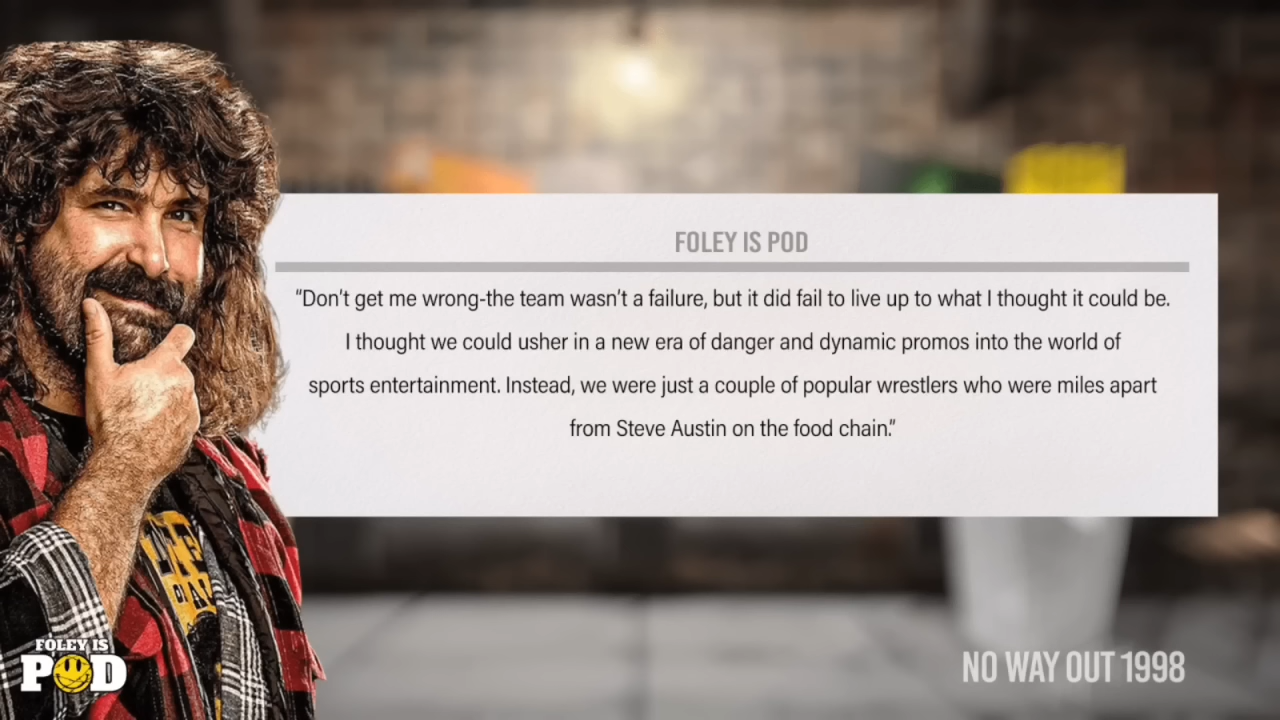 FOLEY IS POD
“Don’t get me wrong-the team wasn’t a failure, but it did fail to live up to what I thought it could be.
I thought we could usher in a new era of danger and dynamic promos into the world of
sports entertainment. Instead, we were just a couple of popular wrestlers who were miles apart
from Steve Austin on the food chain.”
FOLEY IS
POD
NO WAY OUT 1998